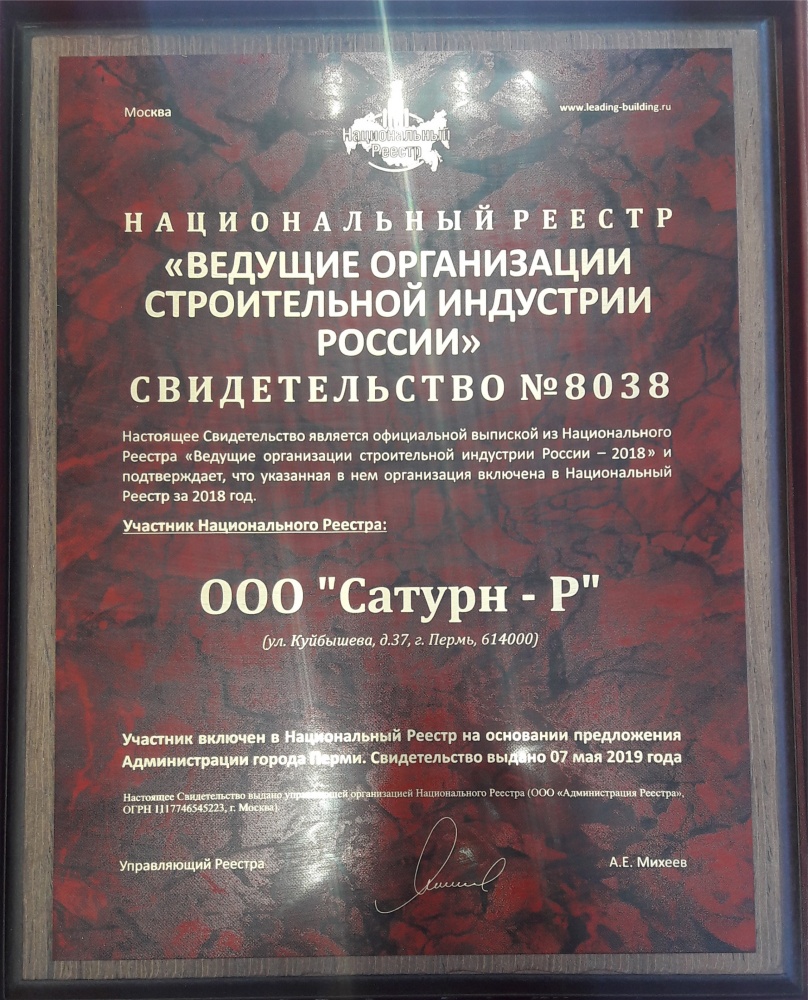 Москва
www.leading-building.ru
Национальный
Реестр
НАЦИОНАЛЬНЫЙ РЕЕСТР
«ВЕДУЩИЕ ОРГАНИЗАЦИИ
СТРОИТЕЛЬНОЙ ИНДУСТРИИ
РОССИИ»
СВИДЕТЕЛЬСТВО №8038
Настоящее Свидетельство является официальной выпиской из Национального
Реестра «Ведущие организации строительной индустрии России – 2018» и
подтверждает, что указанная в нем организация включена в Национальный
Реестр за 2018 год.
Участник Национального Реестра:
ООО "Сатурн - Р"
(ул. Куйбышева, д.37, г. Пермь, 614000)
Участник включен в Национальный Реестр на основании предложения
Администрации города Перми. Свидетельство выдано 07 мая 2019 года
Настоящее Свидетельство выдано управляющей организацией Национального Реестра (ООО «Администрация Реестра»,
ОГРН 1117746545223, г. Москва)
Управляющий Реестра
А.Е. Михеев